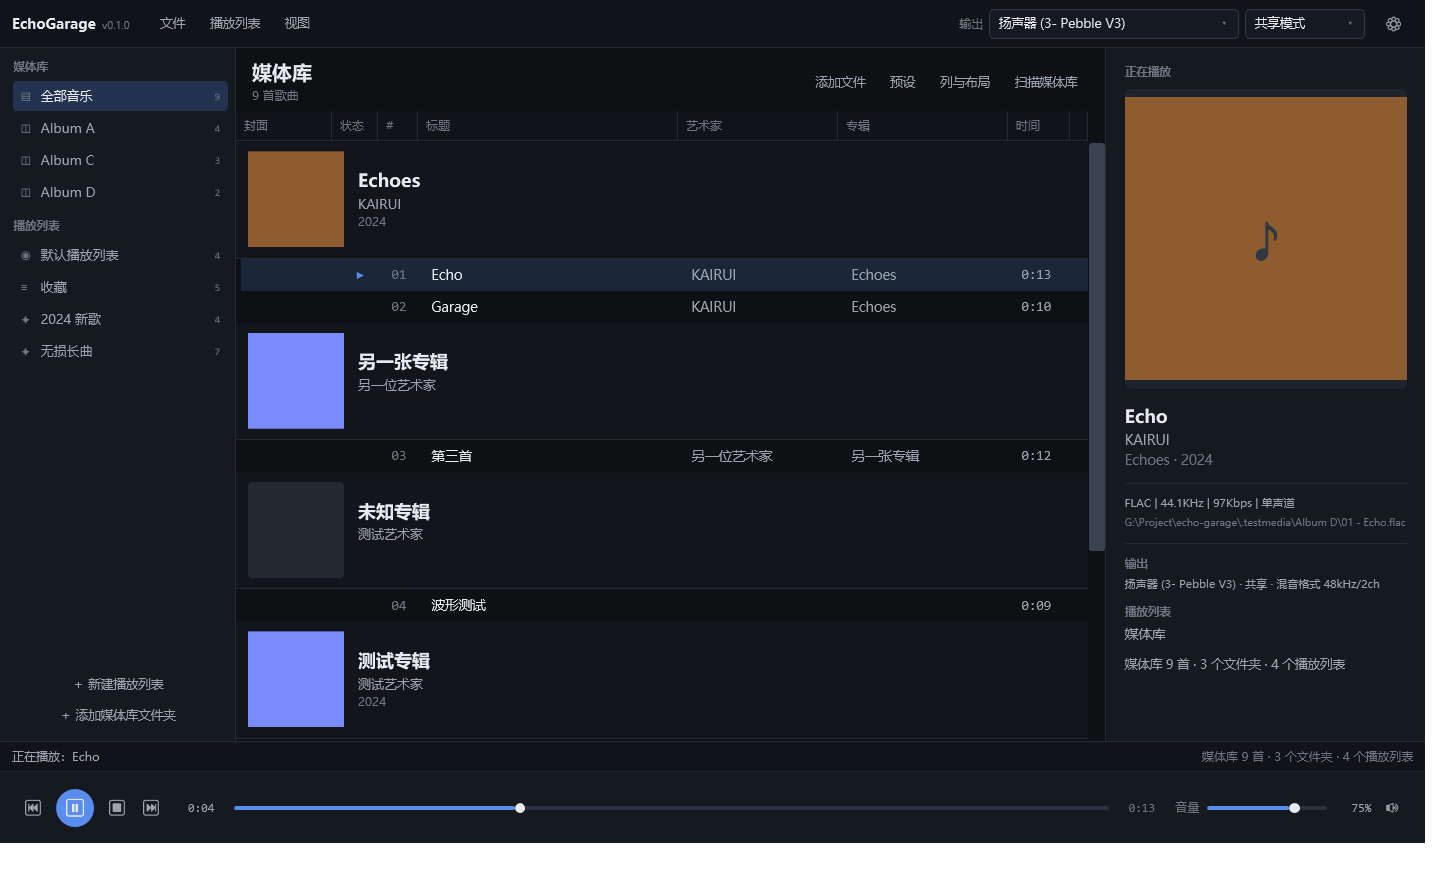 EchoGarage v0.1.0 文件 播放列表 视图 输出 扬声器 (3- Pebble V3) 共享模式
媒体库
全部音乐 9
Album A 4
Album C 3
Album D 2
播放列表
默认播放列表 4
收藏 5
2024 新歌 4
无损长曲 7
+ 新建播放列表
+ 添加媒体库文件夹
媒体库
9 首歌曲
添加文件 预设 列与布局 扫描媒体库
封面 状态 # 标题 艺术家 专辑 时间
Echoes
KAIRUI
2024
01 Echo KAIRUI Echoes 0:13
02 Garage KAIRUI Echoes 0:10
另一张专辑
另一位艺术家
03 第三首 另一位艺术家 另一张专辑 0:12
未知专辑
测试艺术家
04 波形测试 0:09
测试专辑
测试艺术家
2024
正在播放
Echo
KAIRUI
Echoes · 2024
FLAC | 44.1KHz | 97Kbps | 单声道
G:\Project\echo-garage\.testmedia\Album D\01 - Echo.flac
输出
扬声器 (3- Pebble V3) · 共享 · 混音格式 48kHz/2ch
播放列表
媒体库
媒体库 9 首 · 3 个文件夹 · 4 个播放列表
正在播放：Echo 媒体库 9 首 · 3 个文件夹 · 4 个播放列表
0:04 0:13 音量 75%